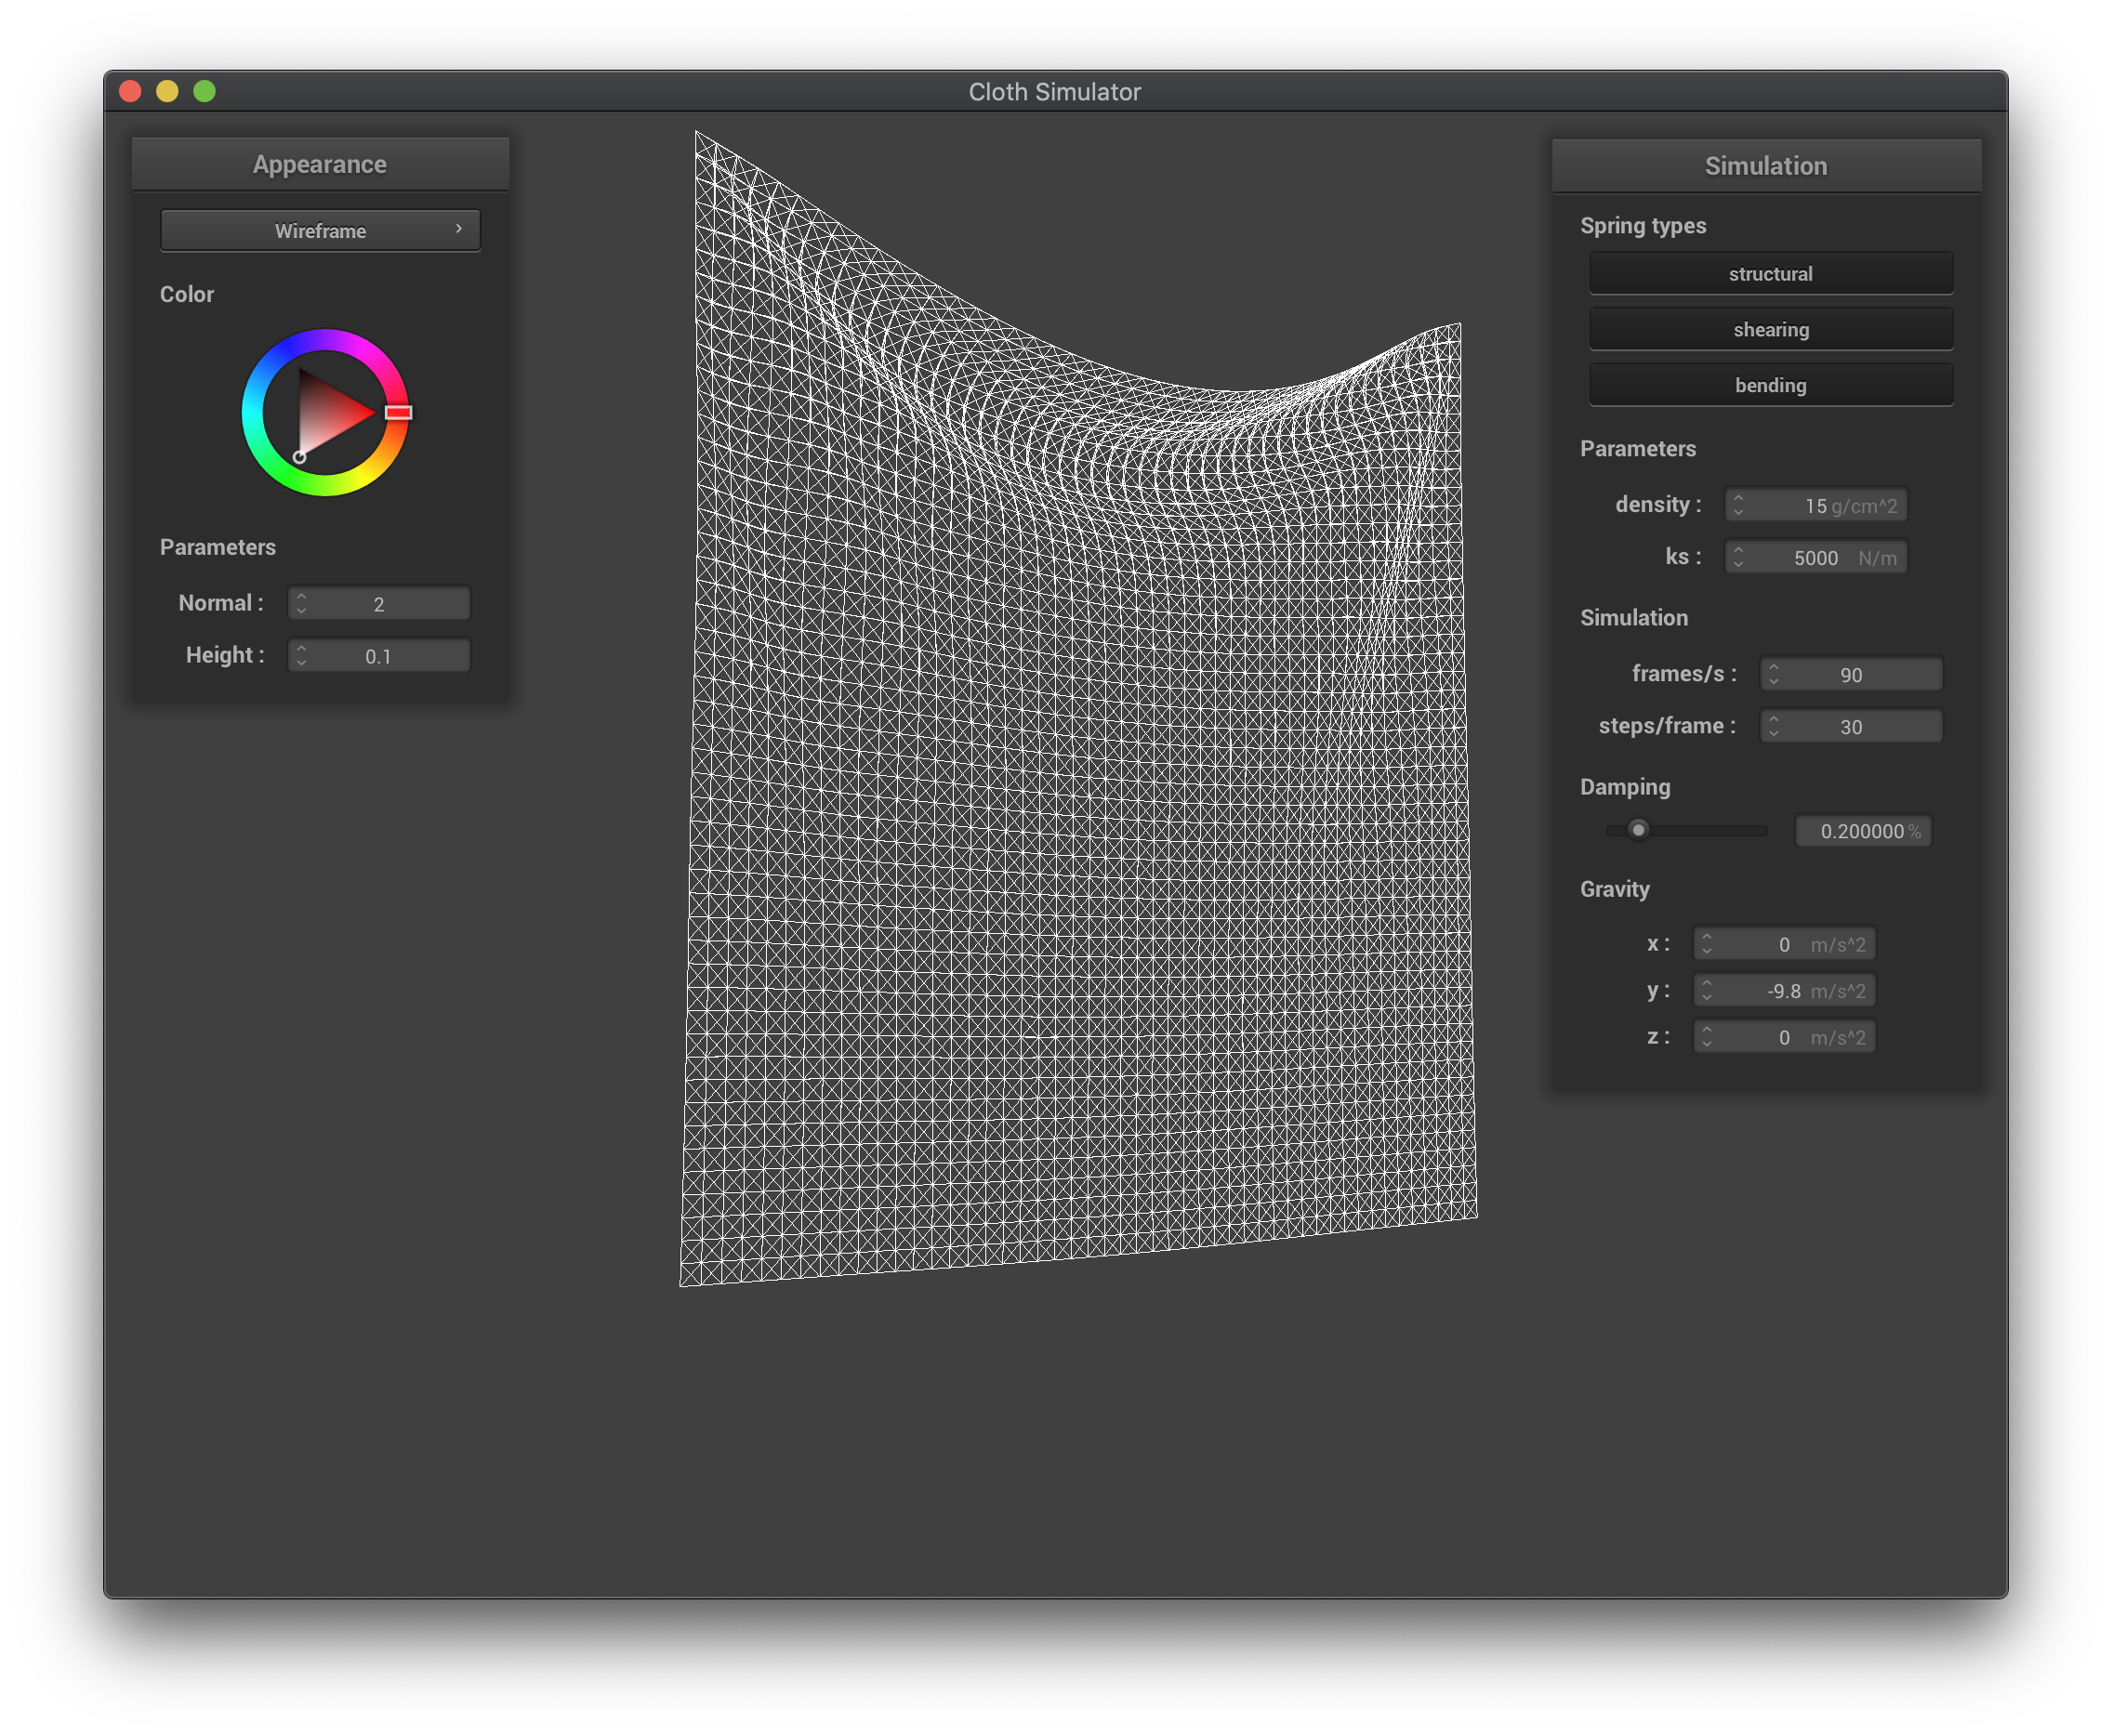 Cloth Simulator
Appearance
Wireframe
Color
Parameters
Normal : 2
Height : 0.1
Simulation
Spring types
structural
shearing
bending
Parameters
density : 15 g/cm^2
ks : 5000 N/m
Simulation
frames/s : 90
steps/frame : 30
Damping
0.200000 %
Gravity
x : 0 m/s^2
y : -9.8 m/s^2
z : 0 m/s^2